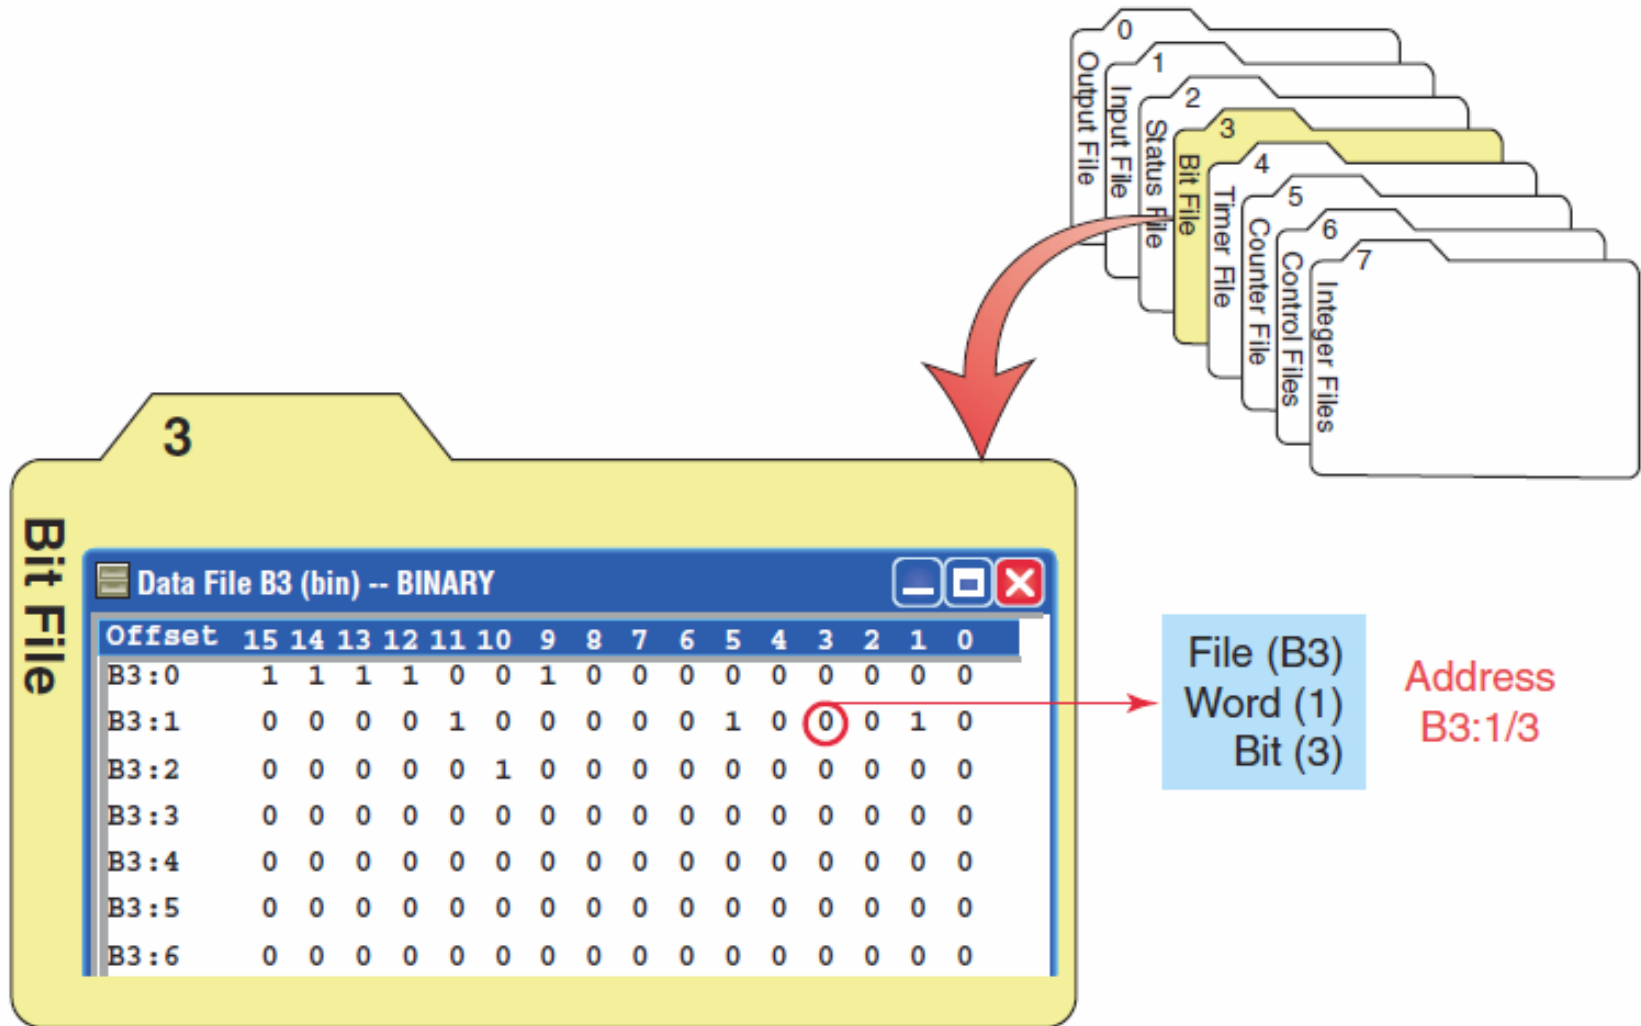 0
Output File
1
Input File
2
Status File
3
Bit File
4
Timer File
5
Counter File
6
Control Files
7
Integer Files
3
Bit File
Data File B3 (bin) -- BINARY
Offset 15 14 13 12 11 10 9 8 7 6 5 4 3 2 1 0
B3:0 1 1 1 1 0 0 1 0 0 0 0 0 0 0 0 0
B3:1 0 0 0 0 1 0 0 0 0 0 1 0 0 0 1 0
B3:2 0 0 0 0 0 1 0 0 0 0 0 0 0 0 0 0
B3:3 0 0 0 0 0 0 0 0 0 0 0 0 0 0 0 0
B3:4 0 0 0 0 0 0 0 0 0 0 0 0 0 0 0 0
B3:5 0 0 0 0 0 0 0 0 0 0 0 0 0 0 0 0
B3:6 0 0 0 0 0 0 0 0 0 0 0 0 0 0 0 0
File (B3)
Word (1)
Bit (3)
Address
B3:1/3